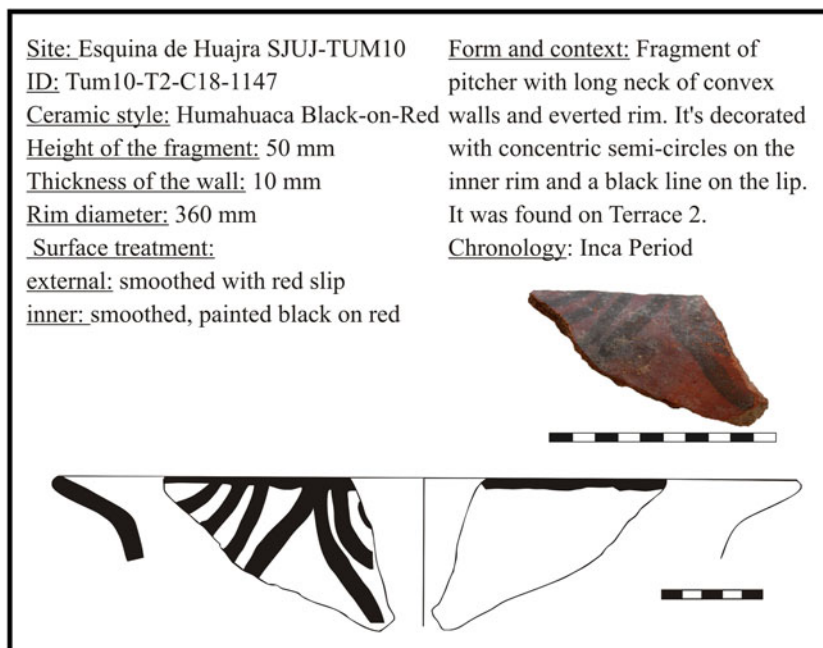 Site: Esquina de Huajra SJUJ-TUM10
ID: Tum10-T2-C18-1147
Ceramic style: Humahuaca Black-on-Red
Height of the fragment: 50 mm
Thickness of the wall: 10 mm
Rim diameter: 360 mm
Surface treatment:
external: smoothed with red slip
inner: smoothed, painted black on red
Form and context: Fragment of
pitcher with long neck of convex
walls and everted rim. It's decorated
with concentric semi-circles on the
inner rim and a black line on the lip.
It was found on Terrace 2.
Chronology: Inca Period